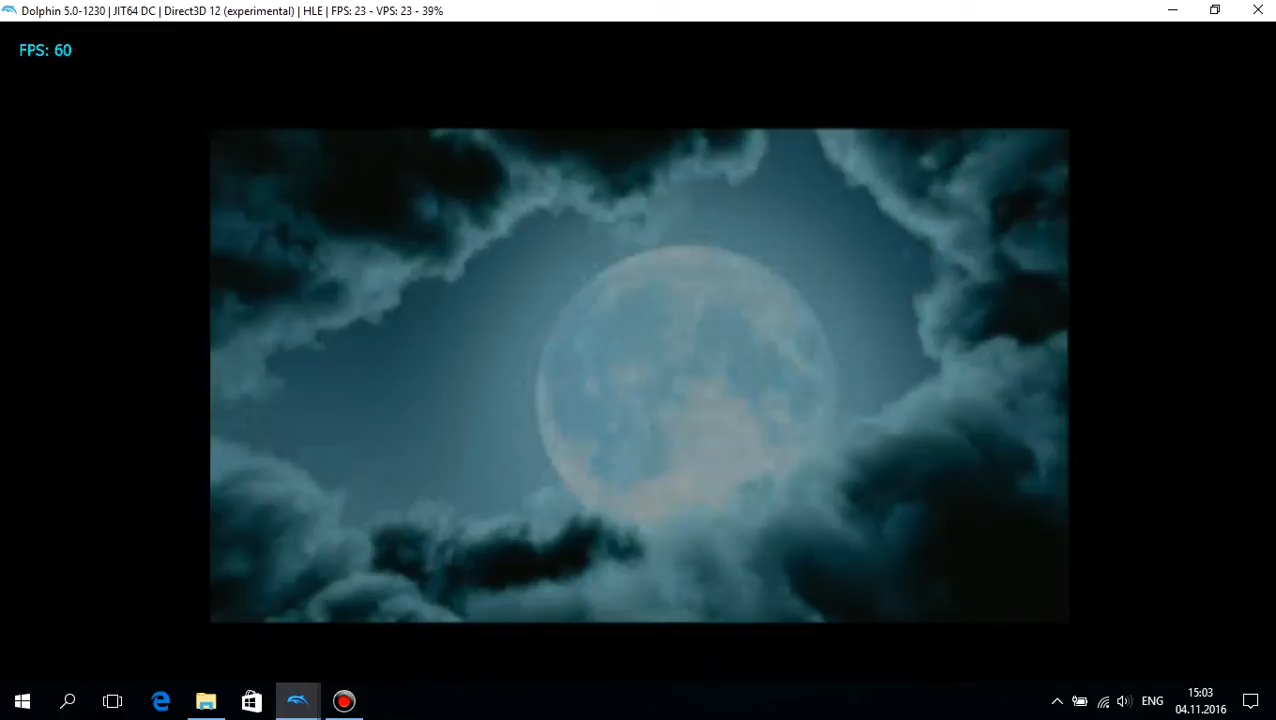 Dolphin 5.0-1230 | JIT64 DC | Direct3D 12 (experimental) | HLE | FPS: 23 - VPS: 23 - 39%
FPS: 60
ENG
15:03
04.11.2016